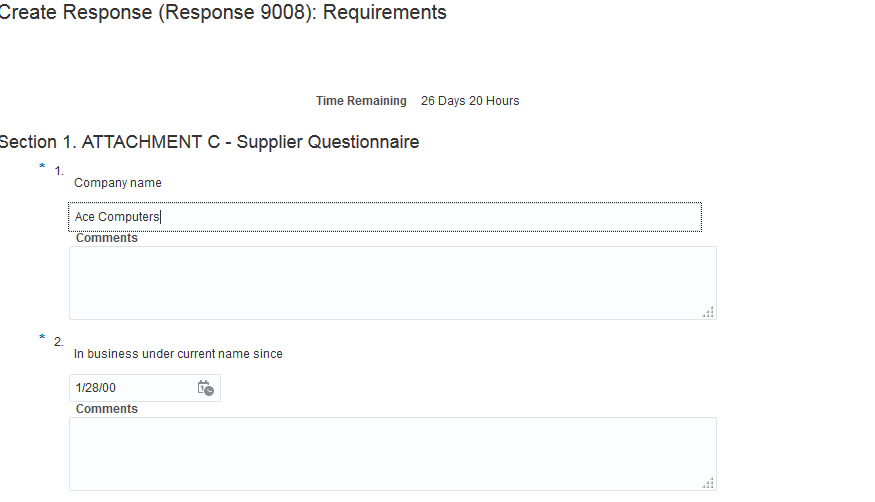 Create Response (Response 9008): Requirements
Time Remaining 26 Days 20 Hours
Section 1. ATTACHMENT C - Supplier Questionnaire
* 1.
Company name
Ace Computers
Comments
* 2.
In business under current name since
1/28/00
Comments